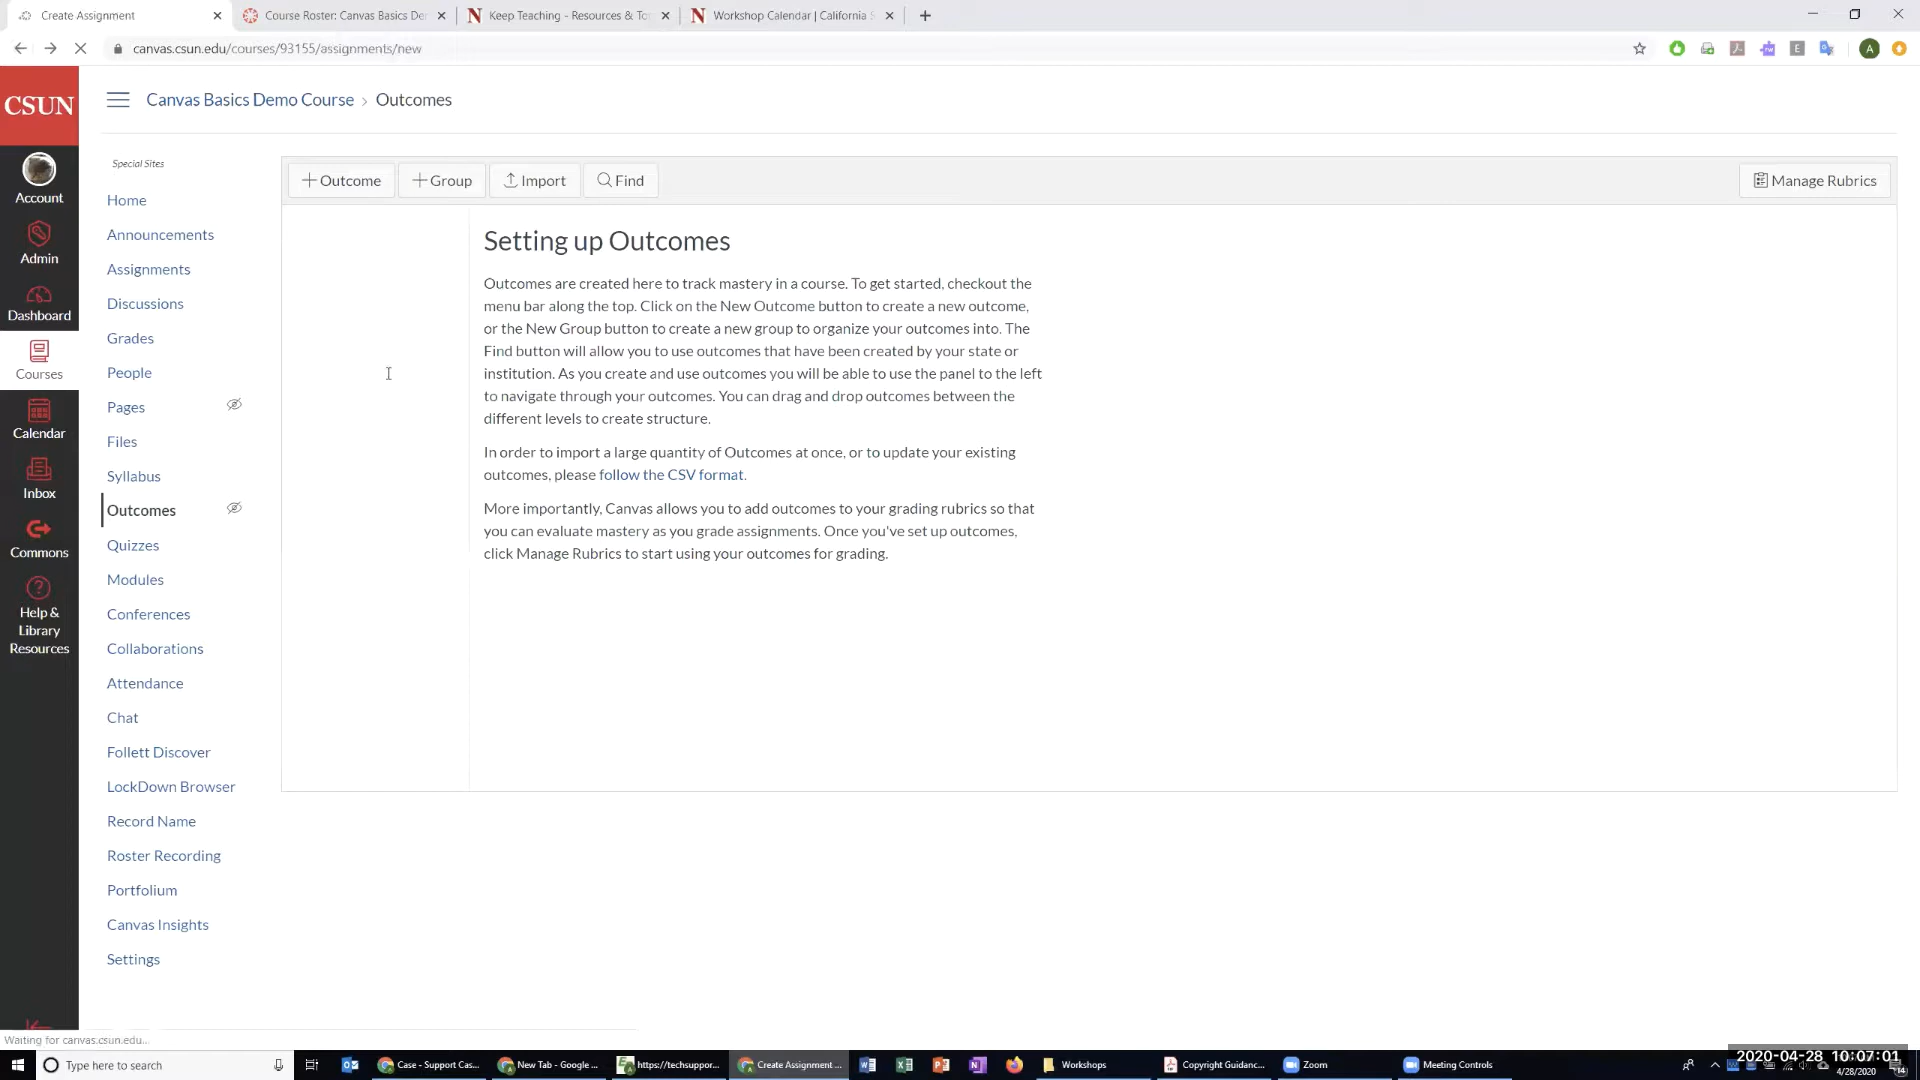 Create Assignment
Course Roster: Canvas Basics De
Keep Teaching - Resources & To
Workshop Calendar | California S
canvas.csun.edu/courses/93155/assignments/new
CSUN
Canvas Basics Demo Course › Outcomes
Account
Admin
Dashboard
Courses
Calendar
Inbox
Commons
Help &
Library
Resources
Special Sites
Home
Announcements
Assignments
Discussions
Grades
People
Pages
Files
Syllabus
Outcomes
Quizzes
Modules
Conferences
Collaborations
Attendance
Chat
Follett Discover
LockDown Browser
Record Name
Roster Recording
Portfolium
Canvas Insights
Settings
+ Outcome
+ Group
Import
Find
Manage Rubrics
Setting up Outcomes
Outcomes are created here to track mastery in a course. To get started, checkout the
menu bar along the top. Click on the New Outcome button to create a new outcome,
or the New Group button to create a new group to organize your outcomes into. The
Find button will allow you to use outcomes that have been created by your state or
institution. As you create and use outcomes you will be able to use the panel to the left
to navigate through your outcomes. You can drag and drop outcomes between the
different levels to create structure.
In order to import a large quantity of Outcomes at once, or to update your existing
outcomes, please follow the CSV format.
More importantly, Canvas allows you to add outcomes to your grading rubrics so that
you can evaluate mastery as you grade assignments. Once you've set up outcomes,
click Manage Rubrics to start using your outcomes for grading.
Waiting for canvas.csun.edu...
Type here to search
Case - Support Cas...
New Tab - Google ...
https://techsuppor...
Create Assignment ...
Workshops
Copyright Guidanc...
Zoom
Meeting Controls
2020-04-28 10:07:01
4/28/2020